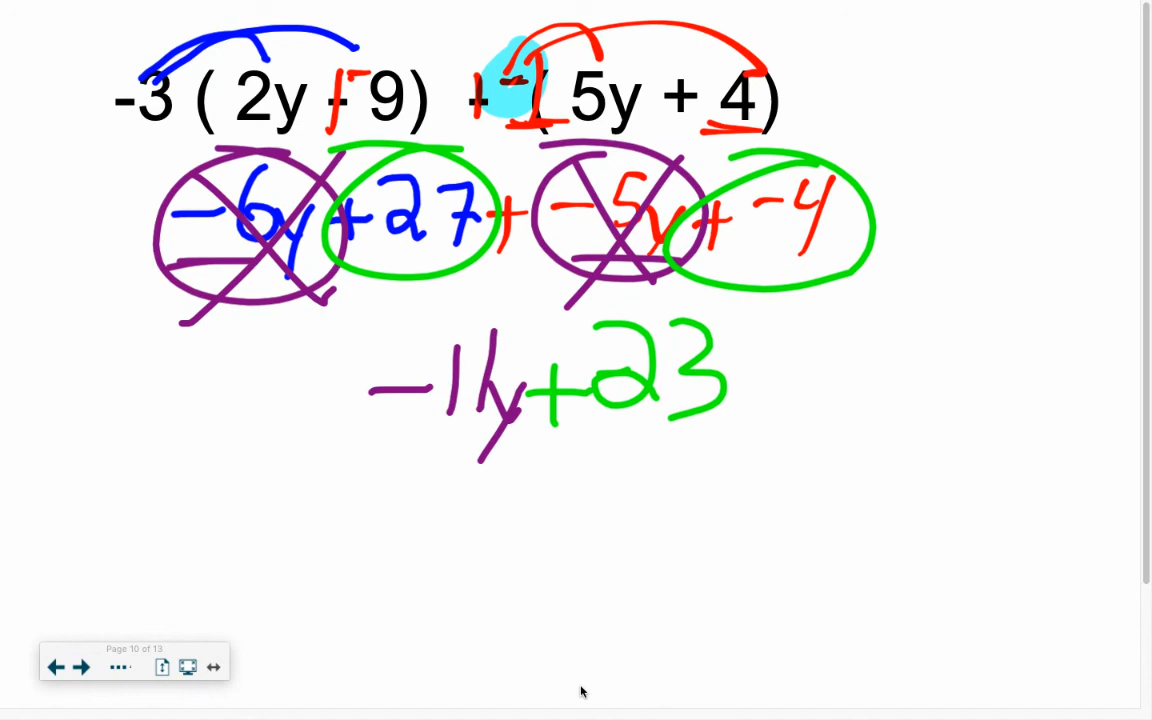 -3 ( 2y + -9) + -1( 5y + 4)
-6y +27 + -5y + -4
-11y +23
Page 10 of 13